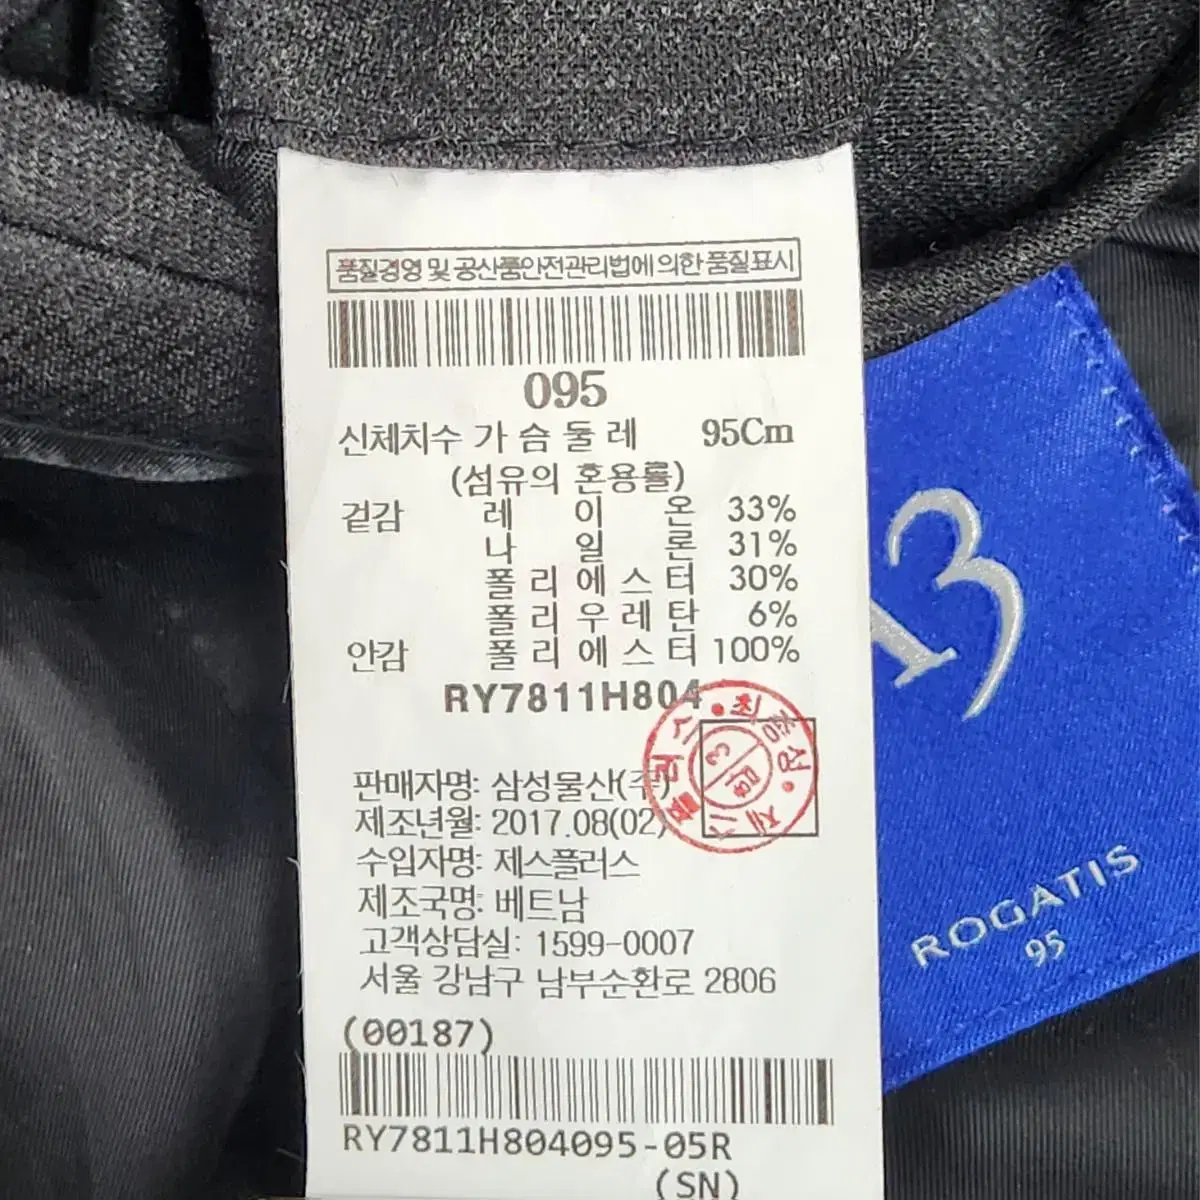 품질경영 및 공산품안전관리법에 의한 품질표시
095
신체치수 가 슴 둘 레 95Cm
(섬유의 혼용률)
겉감 레 이 온 33%
나 일 론 31%
폴 리 에 스 터 30%
폴 리 우 레 탄 6%
안감 폴 리 에 스 터 100%
RY7811H804
판매자명: 삼성물산(주)
제조년월: 2017.08(02)
수입자명: 제스플러스
제조국명: 베트남
고객상담실: 1599-0007
서울 강남구 남부순환로 2806
(00187)
RY7811H804095-05R
(SN)
13
ROGATIS
95